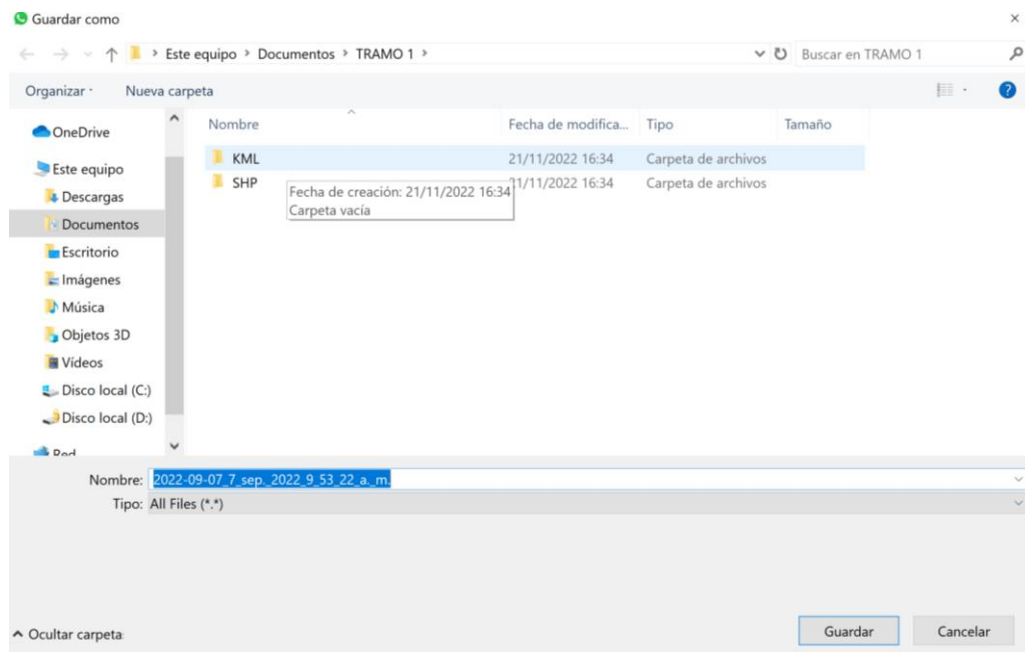 Guardar como
Este equipo > Documentos > TRAMO 1 >
Buscar en TRAMO 1
Organizar
Nueva carpeta
Nombre
Fecha de modifica...
Tipo
Tamaño
OneDrive
Este equipo
Descargas
Documentos
Escritorio
Imágenes
Música
Objetos 3D
Vídeos
Disco local (C:)
Disco local (D:)
Red
KML 21/11/2022 16:34 Carpeta de archivos
SHP 21/11/2022 16:34 Carpeta de archivos
Fecha de creación: 21/11/2022 16:34
Carpeta vacía
Nombre: 2022-09-07_7_sep._2022_9_53_22_a._m.
Tipo: All Files (*.*)
Ocultar carpeta
Guardar
Cancelar